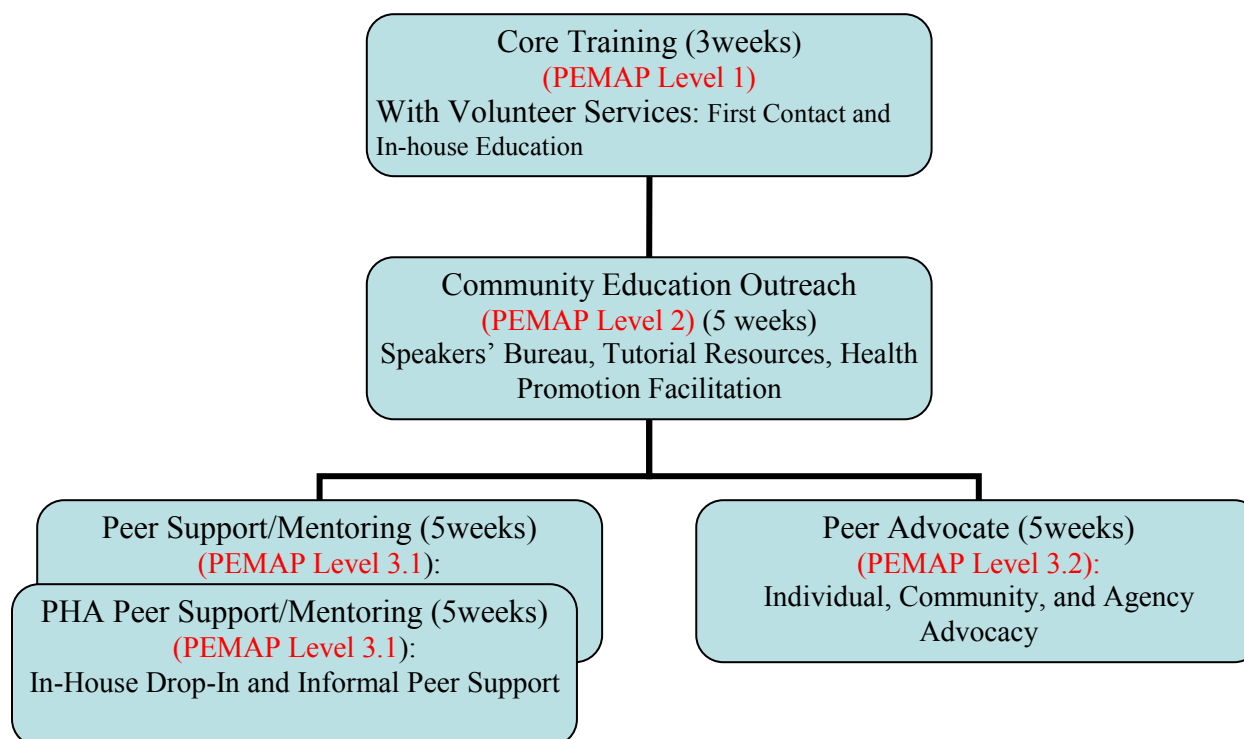 Core Training (3weeks)
(PEMAP Level 1)
With Volunteer Services: First Contact and
In-house Education
Community Education Outreach
(PEMAP Level 2) (5 weeks)
Speakers’ Bureau, Tutorial Resources, Health
Promotion Facilitation
Peer Support/Mentoring (5weeks)
(PEMAP Level 3.1):
PHA Peer Support/Mentoring (5weeks)
(PEMAP Level 3.1):
In-House Drop-In and Informal Peer Support
Peer Advocate (5weeks)
(PEMAP Level 3.2):
Individual, Community, and Agency
Advocacy